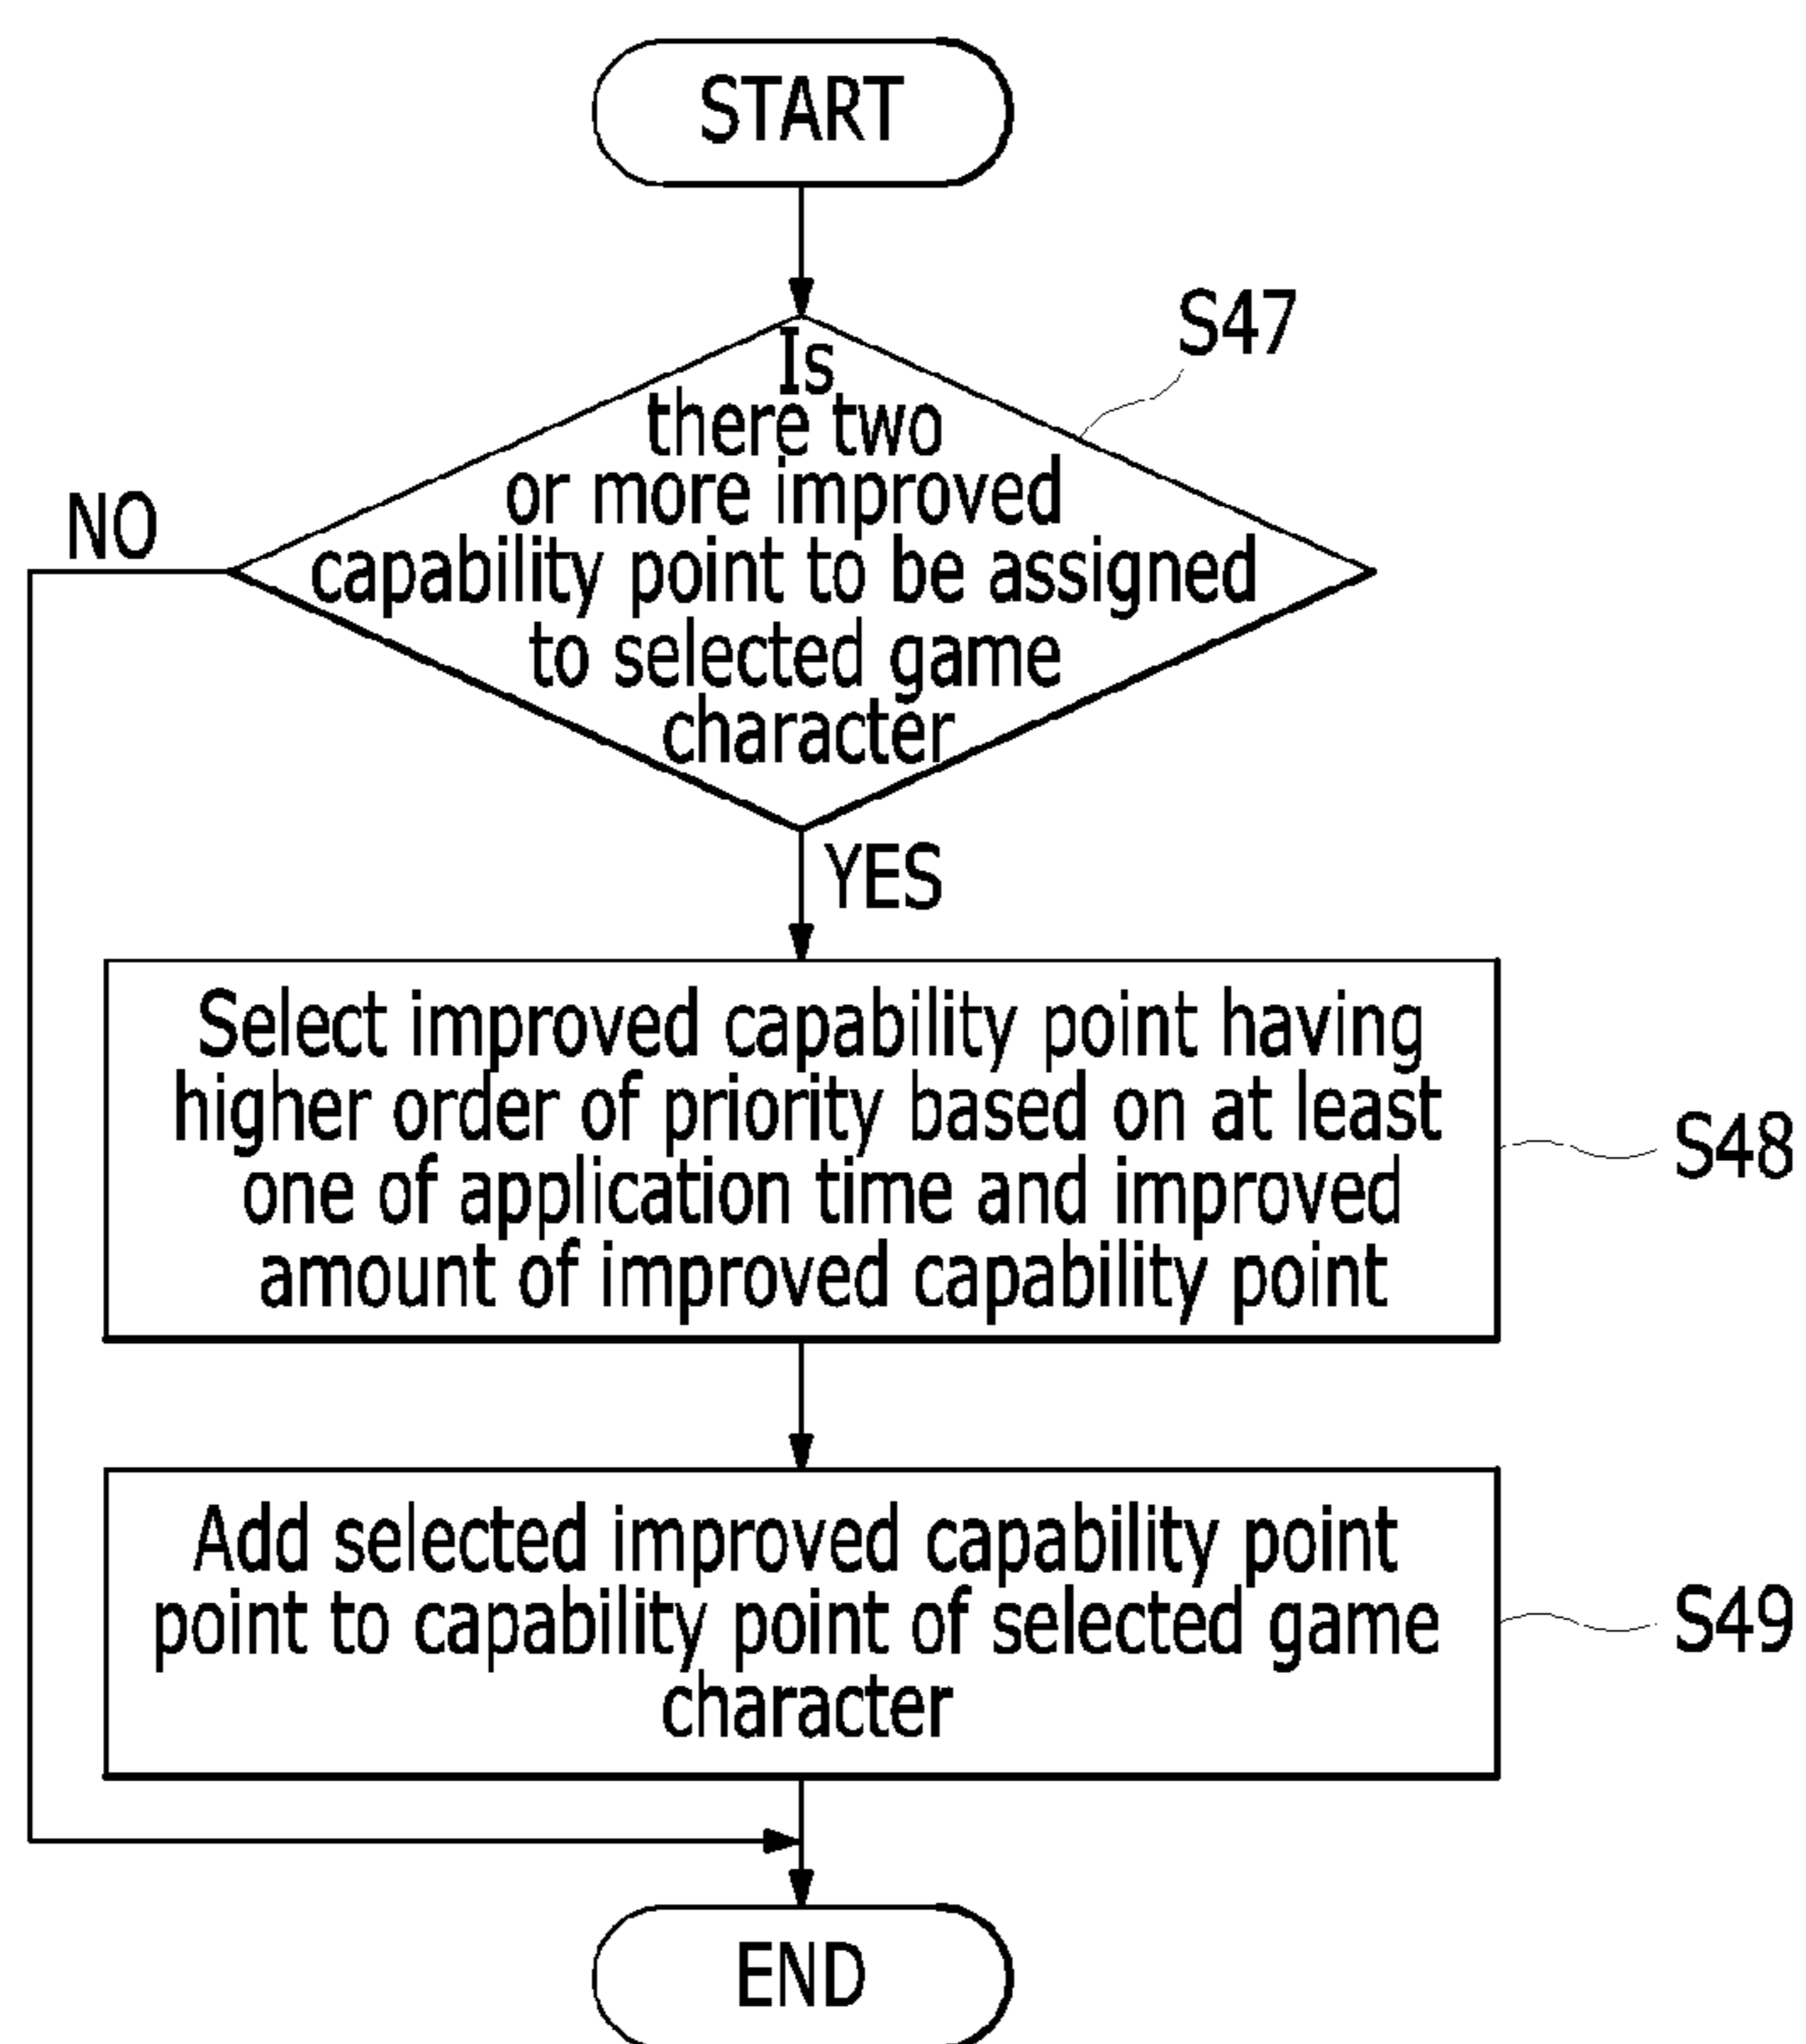 START
S47
Is
there two
or more improved
capability point to be assigned
to selected game
character
NO
YES
Select improved capability point having
higher order of priority based on at least
one of application time and improved
amount of improved capability point
S48
Add selected improved capability point
point to capability point of selected game
character
S49
END